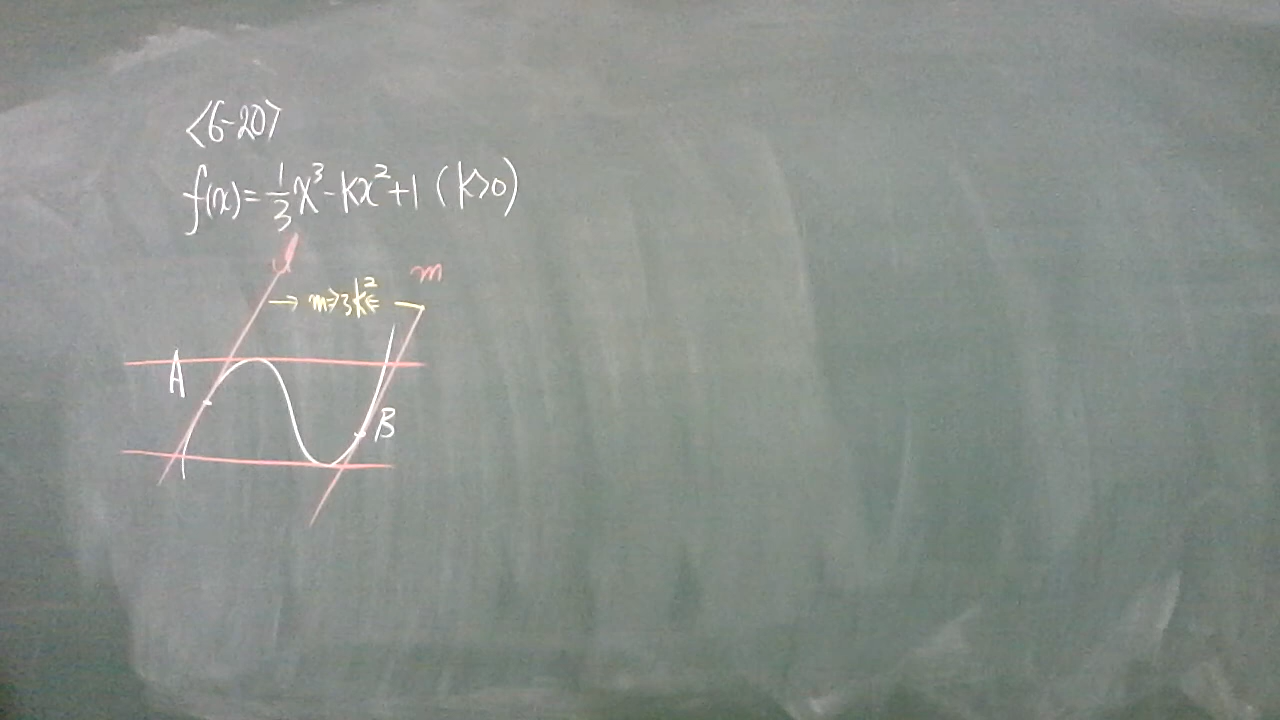 <6-20>
f(x)=1/3x³-kx²+1 (k>0)
l
m
→ m⇒3k²
A
B